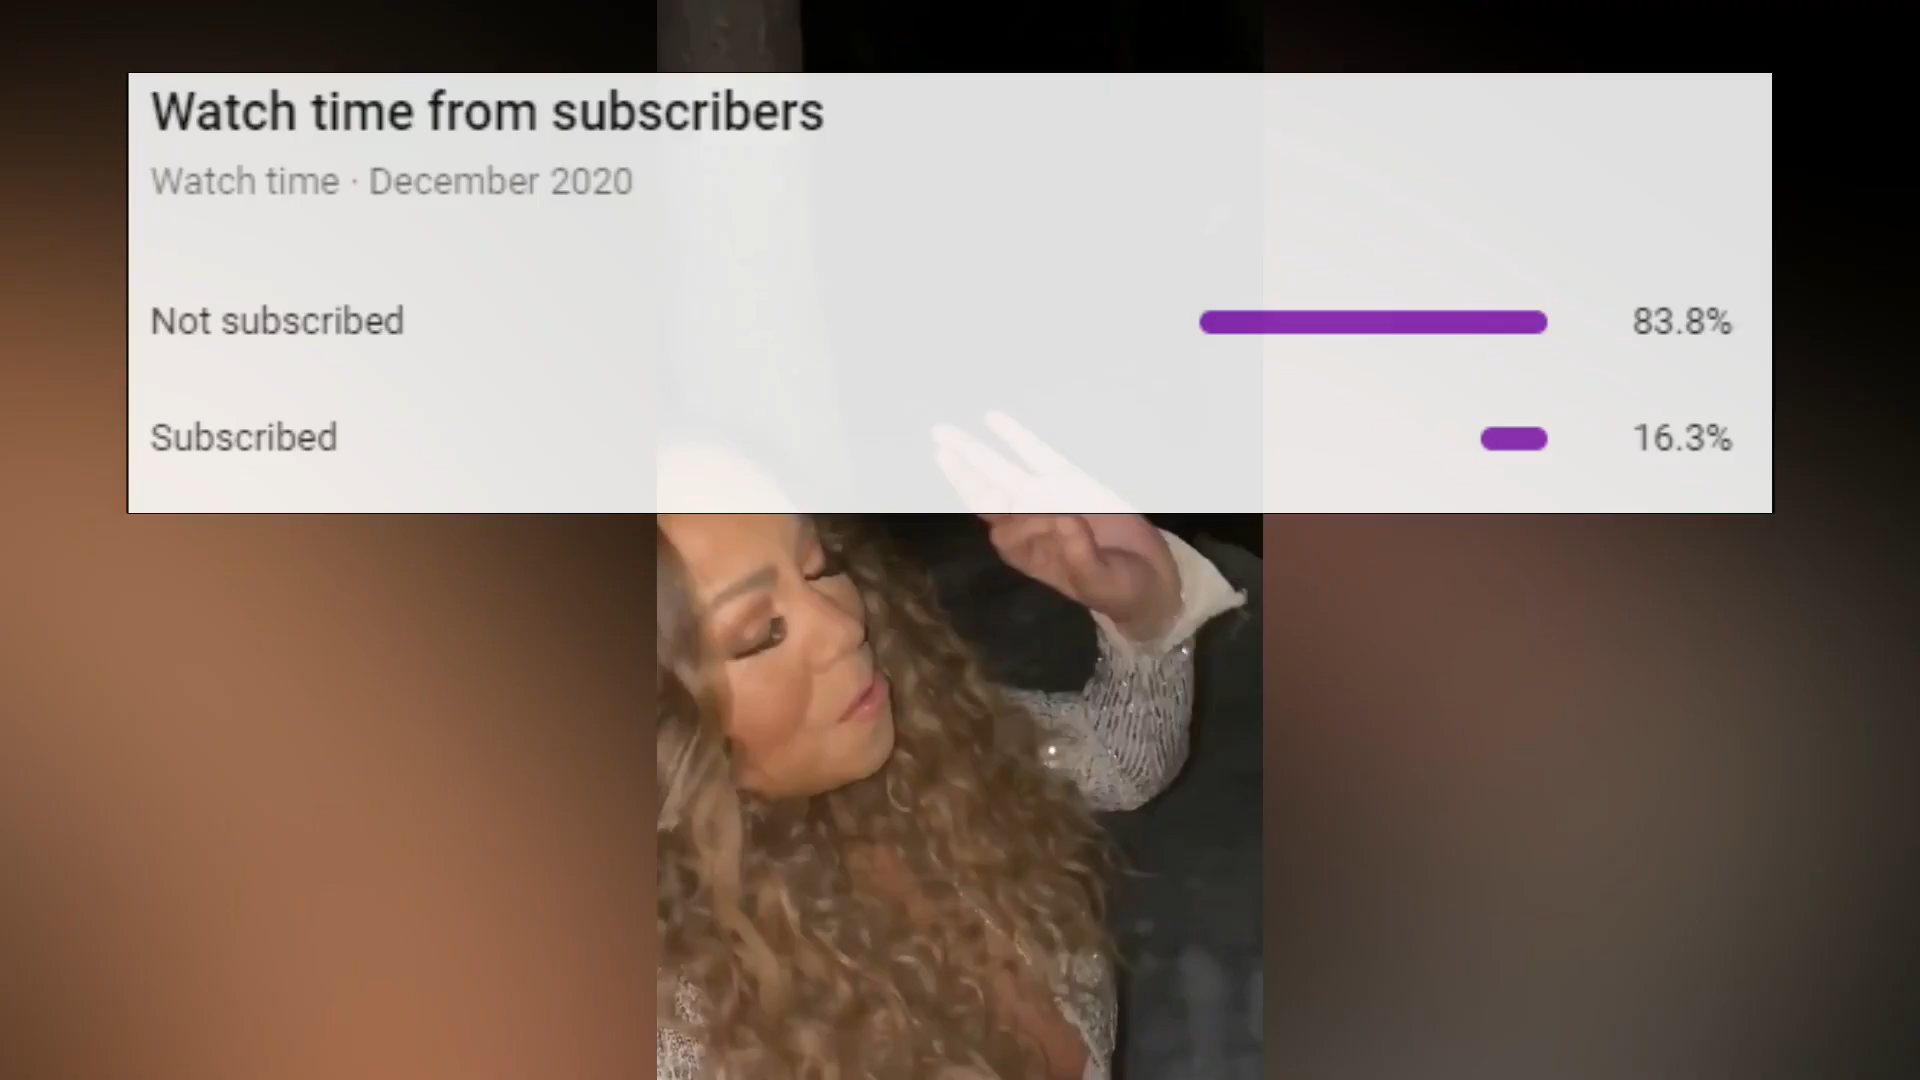 Watch time from subscribers
Watch time · December 2020
Not subscribed 83.8%
Subscribed 16.3%